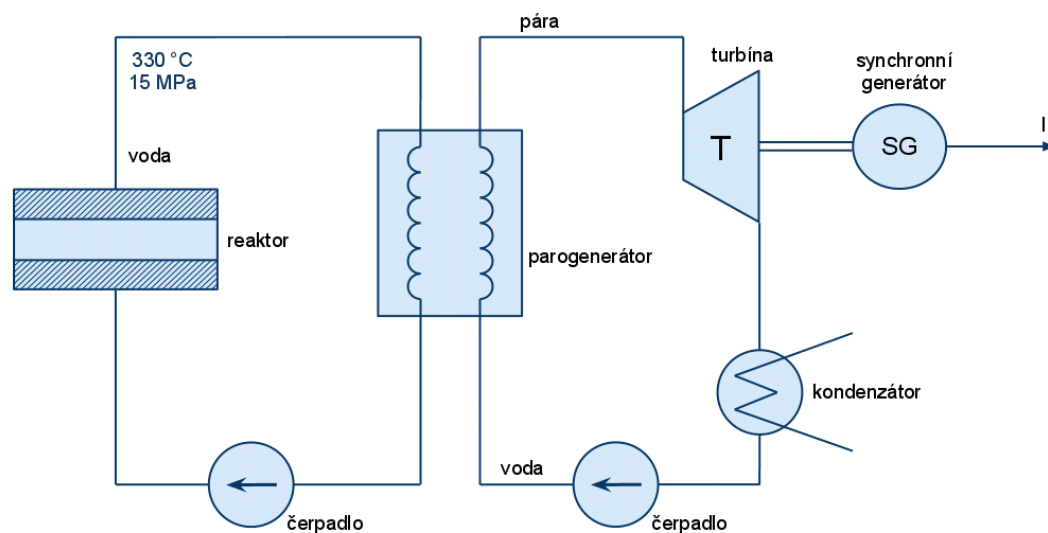 pára
turbína
synchronní
generátor
330 °C
15 MPa
I
T
SG
voda
reaktor
parogenerátor
kondenzátor
voda
čerpadlo
čerpadlo